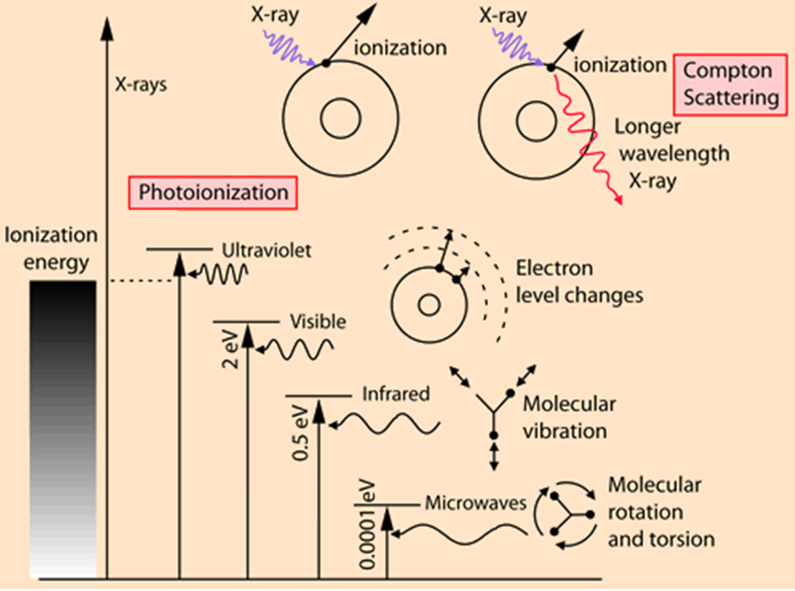 X-ray
ionization
X-rays
X-ray
ionization
Compton
Scattering
Longer
wavelength
X-ray
Photoionization
Ionization
energy
Ultraviolet
Electron
level changes
Visible
2 eV
Infrared
0.5 eV
Molecular
vibration
Microwaves
0.0001 eV
Molecular
rotation
and torsion